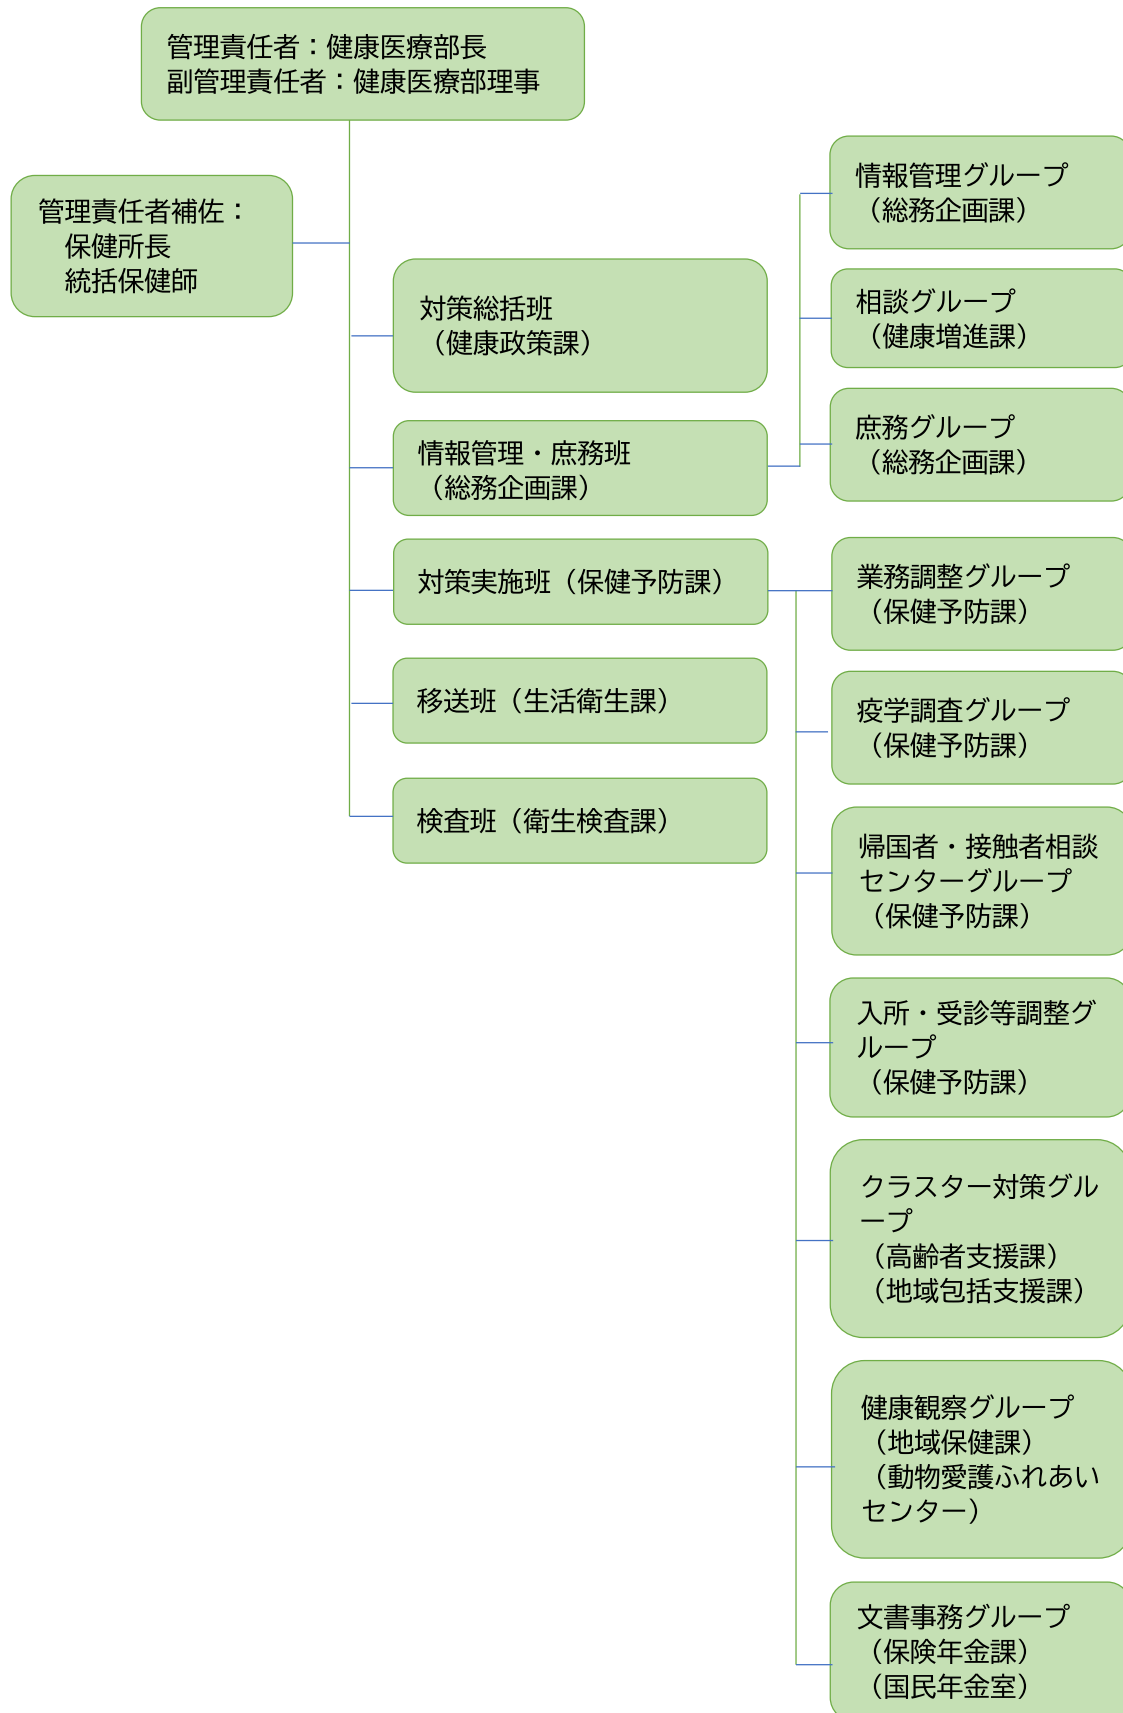 管理責任者：健康医療部長
副管理責任者：健康医療部理事
管理責任者補佐：
保健所長
統括保健師
対策総括班
（健康政策課）
情報管理・庶務班
（総務企画課）
対策実施班（保健予防課）
移送班（生活衛生課）
検査班（衛生検査課）
情報管理グループ
（総務企画課）
相談グループ
（健康増進課）
庶務グループ
（総務企画課）
業務調整グループ
（保健予防課）
疫学調査グループ
（保健予防課）
帰国者・接触者相談
センターグループ
（保健予防課）
入所・受診等調整グ
ループ
（保健予防課）
クラスター対策グル
ープ
（高齢者支援課）
（地域包括支援課）
健康観察グループ
（地域保健課）
（動物愛護ふれあい
センター）
文書事務グループ
（保険年金課）
（国民年金室）